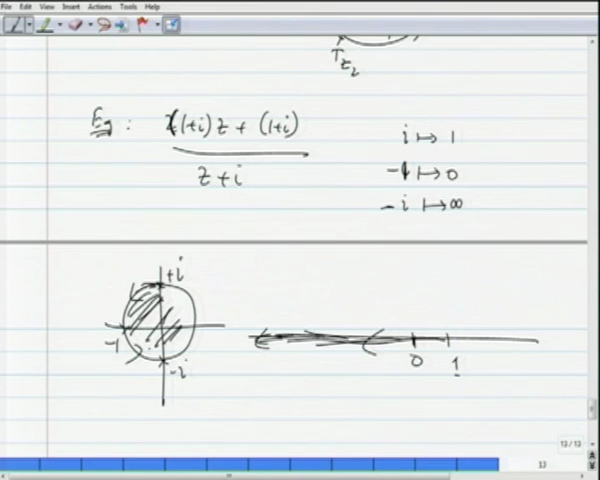 File Edit View Insert Actions Tools Help
T z₂
Eg : (1+i) z + (1+i)
z + i
i ↦ 1
-1 ↦ 0
- i ↦ ∞
+i
-1
-i
0 1
13 / 13
13